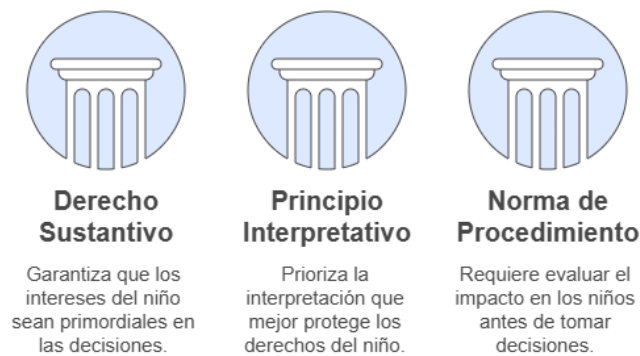 Derecho
Sustantivo
Garantiza que los
intereses del niño
sean primordiales en
las decisiones.
Principio
Interpretativo
Prioriza la
interpretación que
mejor protege los
derechos del niño.
Norma de
Procedimiento
Requiere evaluar el
impacto en los niños
antes de tomar
decisiones.